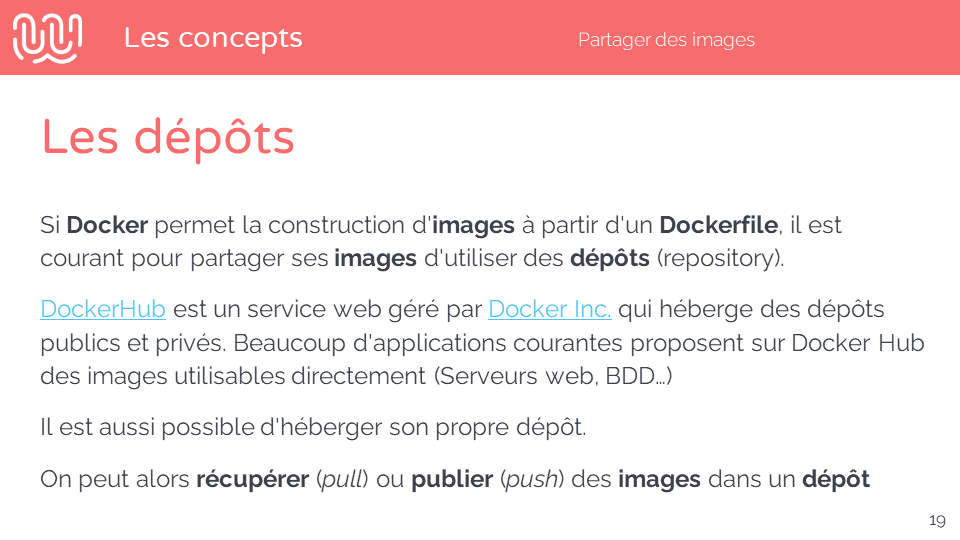 Les concepts
Partager des images
Les dépôts
Si Docker permet la construction d'images à partir d'un Dockerfile, il est
courant pour partager ses images d'utiliser des dépôts (repository).
DockerHub est un service web géré par Docker Inc. qui héberge des dépôts
publics et privés. Beaucoup d'applications courantes proposent sur Docker Hub
des images utilisables directement (Serveurs web, BDD…)
Il est aussi possible d'héberger son propre dépôt.
On peut alors récupérer (pull) ou publier (push) des images dans un dépôt
19